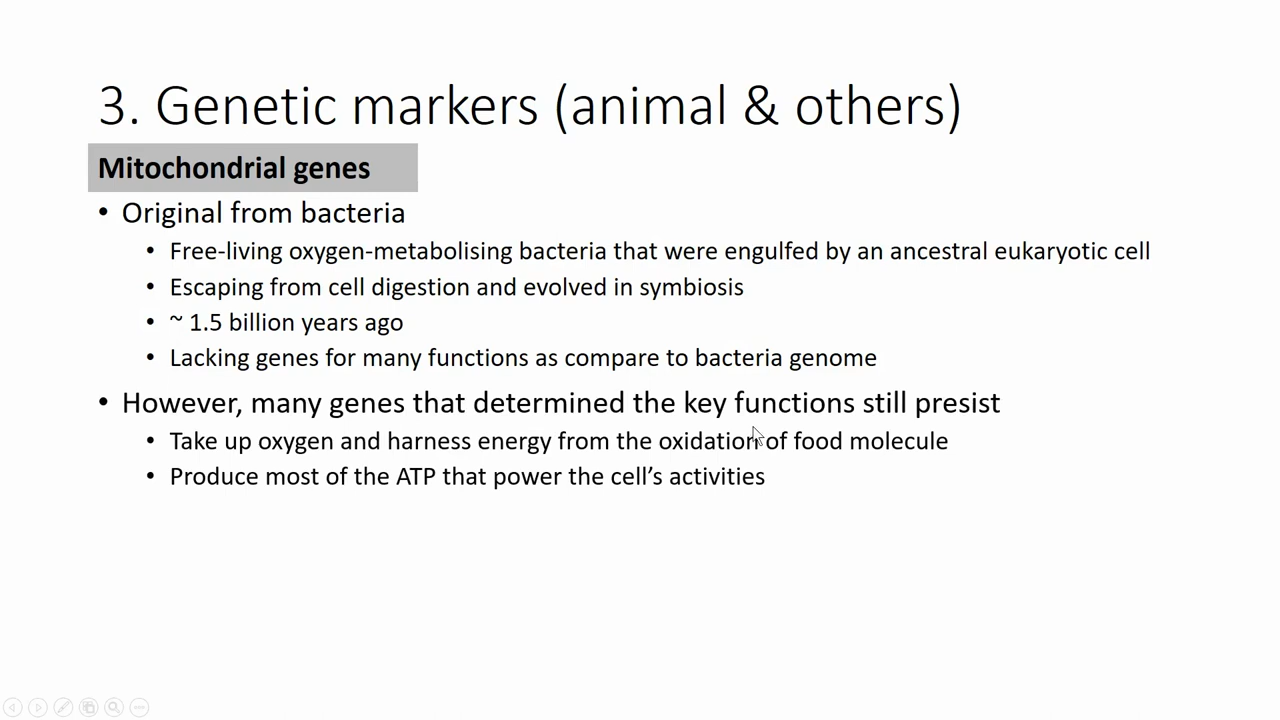 3. Genetic markers (animal & others)
Mitochondrial genes
• Original from bacteria
• Free-living oxygen-metabolising bacteria that were engulfed by an ancestral eukaryotic cell
• Escaping from cell digestion and evolved in symbiosis
• ~ 1.5 billion years ago
• Lacking genes for many functions as compare to bacteria genome
• However, many genes that determined the key functions still presist
• Take up oxygen and harness energy from the oxidation of food molecule
• Produce most of the ATP that power the cell’s activities